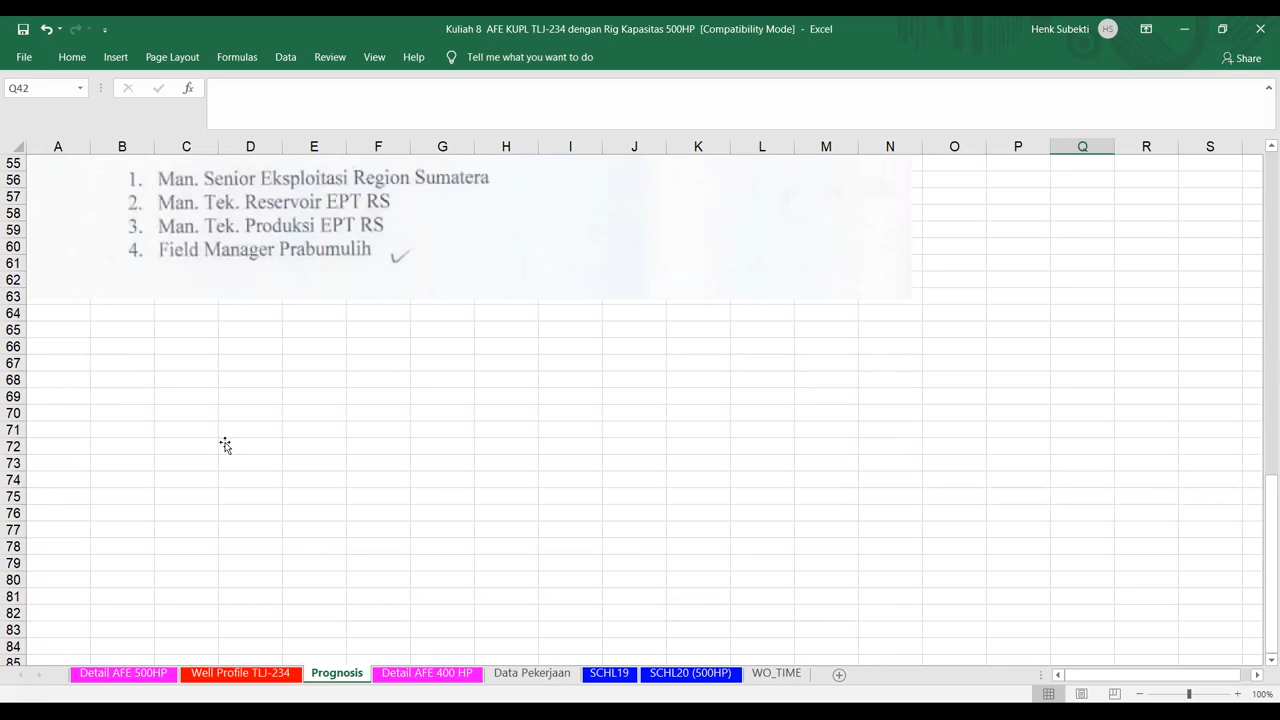 Kuliah 8 AFE KUPL TLJ-234 dengan Rig Kapasitas 500HP [Compatibility Mode] - Excel
Henk Subekti
HS
File Home Insert Page Layout Formulas Data Review View Help Tell me what you want to do
Share
Q42
fx
A B C D E F G H I J K L M N O P Q R S
55
56
57
58
59
60
61
62
63
64
65
66
67
68
69
70
71
72
73
74
75
76
77
78
79
80
81
82
83
84
85
1. Man. Senior Eksploitasi Region Sumatera
2. Man. Tek. Reservoir EPT RS
3. Man. Tek. Produksi EPT RS
4. Field Manager Prabumulih
Detail AFE 500HP Well Profile TLJ-234 Prognosis Detail AFE 400 HP Data Pekerjaan SCHL19 SCHL20 (500HP) WO_TIME
100%